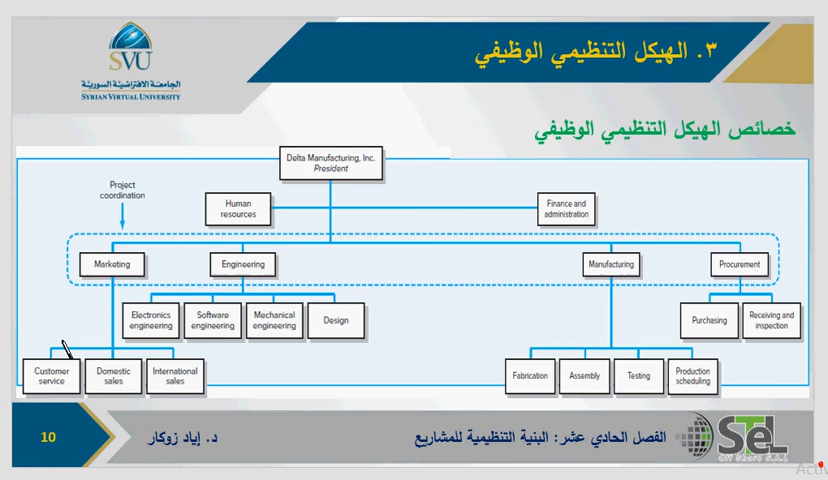 ٣. الهيكل التنظيمي الوظيفي
SVU
الجامعة الافتراضية السورية
SYRIAN VIRTUAL UNIVERSITY
خصائص الهيكل التنظيمي الوظيفي
Delta Manufacturing, Inc.
President
Project
coordination
Human
resources
Finance and
administration
Marketing
Engineering
Manufacturing
Procurement
Electronics
engineering
Software
engineering
Mechanical
engineering
Design
Purchasing
Receiving and
inspection
Customer
service
Domestic
sales
International
sales
Fabrication
Assembly
Testing
Production
scheduling
10
د. إياد زوكار
الفصل الحادي عشر: البنية التنظيمية للمشاريع
STeL